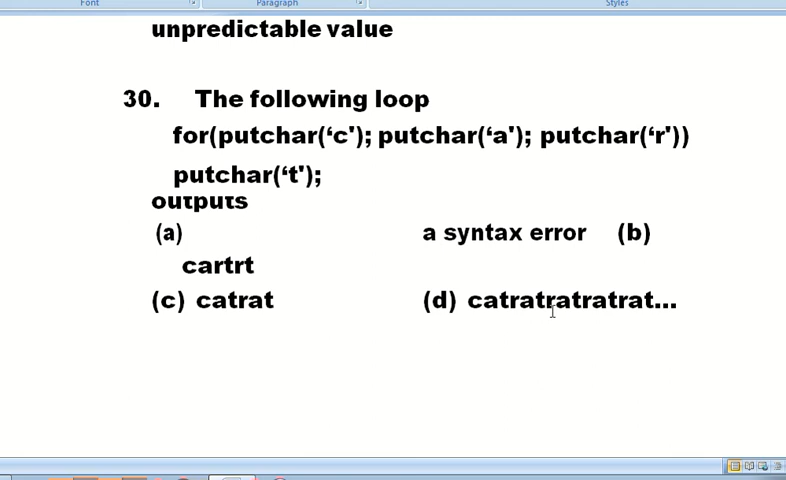 Font Paragraph Styles
unpredictable value
30. The following loop
for(putchar(‘c'); putchar(‘a'); putchar(‘r'))
putchar(‘t');
outputs
(a) a syntax error (b)
cartrt
(c) catrat (d) catratratratrat...